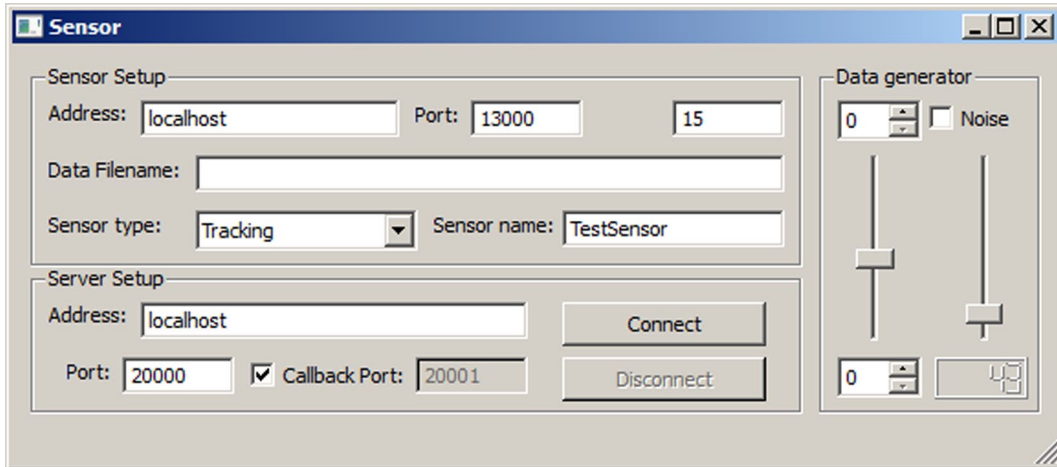 Sensor
Sensor Setup
Address: localhost Port: 13000 15
Data Filename:
Sensor type: Tracking Sensor name: TestSensor
Server Setup
Address: localhost Connect
Port: 20000 Callback Port: 20001 Disconnect
Data generator
0 Noise
0 43